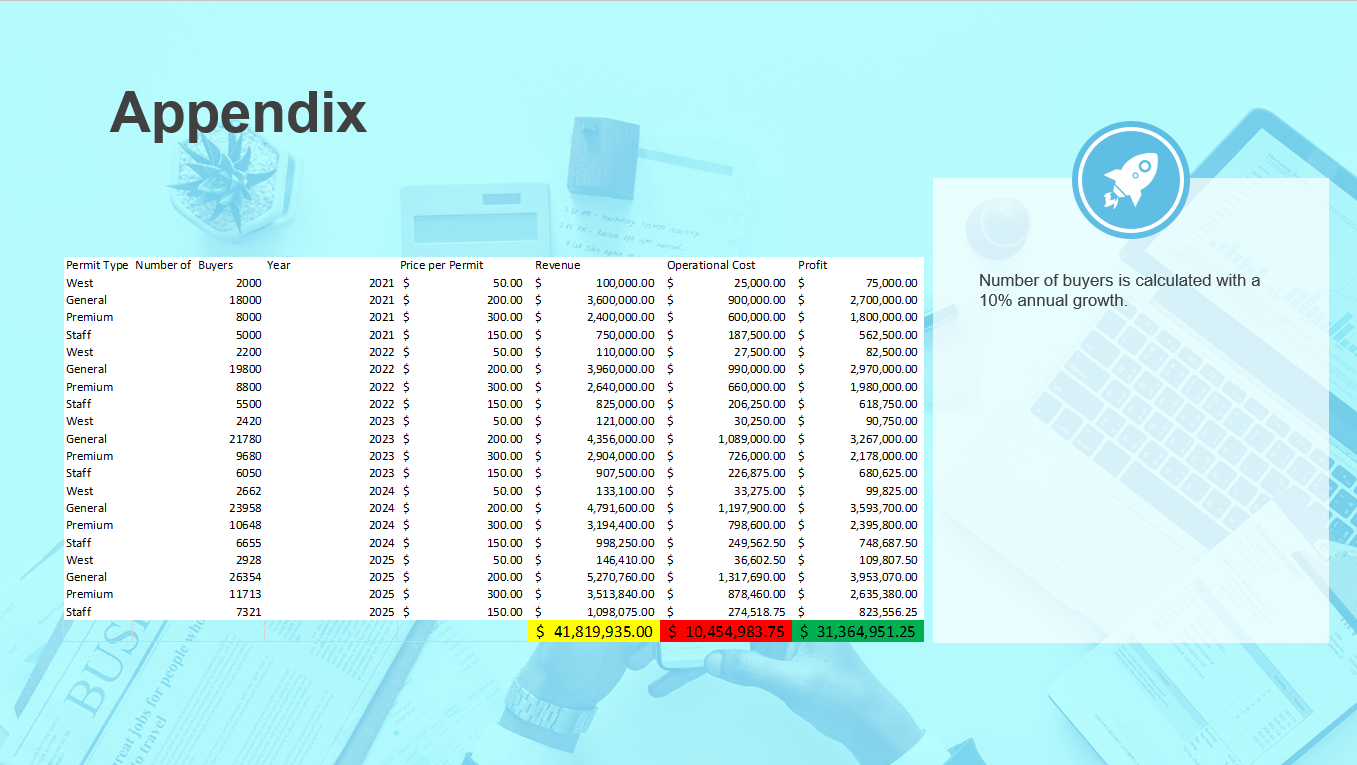 Appendix
Permit Type Number of Buyers Year Price per Permit Revenue Operational Cost Profit
West 2000 2021 $ 50.00 $ 100,000.00 $ 25,000.00 $ 75,000.00
General 18000 2021 $ 200.00 $ 3,600,000.00 $ 900,000.00 $ 2,700,000.00
Premium 8000 2021 $ 300.00 $ 2,400,000.00 $ 600,000.00 $ 1,800,000.00
Staff 5000 2021 $ 150.00 $ 750,000.00 $ 187,500.00 $ 562,500.00
West 2200 2022 $ 50.00 $ 110,000.00 $ 27,500.00 $ 82,500.00
General 19800 2022 $ 200.00 $ 3,960,000.00 $ 990,000.00 $ 2,970,000.00
Premium 8800 2022 $ 300.00 $ 2,640,000.00 $ 660,000.00 $ 1,980,000.00
Staff 5500 2022 $ 150.00 $ 825,000.00 $ 206,250.00 $ 618,750.00
West 2420 2023 $ 50.00 $ 121,000.00 $ 30,250.00 $ 90,750.00
General 21780 2023 $ 200.00 $ 4,356,000.00 $ 1,089,000.00 $ 3,267,000.00
Premium 9680 2023 $ 300.00 $ 2,904,000.00 $ 726,000.00 $ 2,178,000.00
Staff 6050 2023 $ 150.00 $ 907,500.00 $ 226,875.00 $ 680,625.00
West 2662 2024 $ 50.00 $ 133,100.00 $ 33,275.00 $ 99,825.00
General 23958 2024 $ 200.00 $ 4,791,600.00 $ 1,197,900.00 $ 3,593,700.00
Premium 10648 2024 $ 300.00 $ 3,194,400.00 $ 798,600.00 $ 2,395,800.00
Staff 6655 2024 $ 150.00 $ 998,250.00 $ 249,562.50 $ 748,687.50
West 2928 2025 $ 50.00 $ 146,410.00 $ 36,602.50 $ 109,807.50
General 26354 2025 $ 200.00 $ 5,270,760.00 $ 1,317,690.00 $ 3,953,070.00
Premium 11713 2025 $ 300.00 $ 3,513,840.00 $ 878,460.00 $ 2,635,380.00
Staff 7321 2025 $ 150.00 $ 1,098,075.00 $ 274,518.75 $ 823,556.25
$ 41,819,935.00 $ 10,454,983.75 $ 31,364,951.25
Number of buyers is calculated with a
10% annual growth.
BUS
jobs for people who
travel